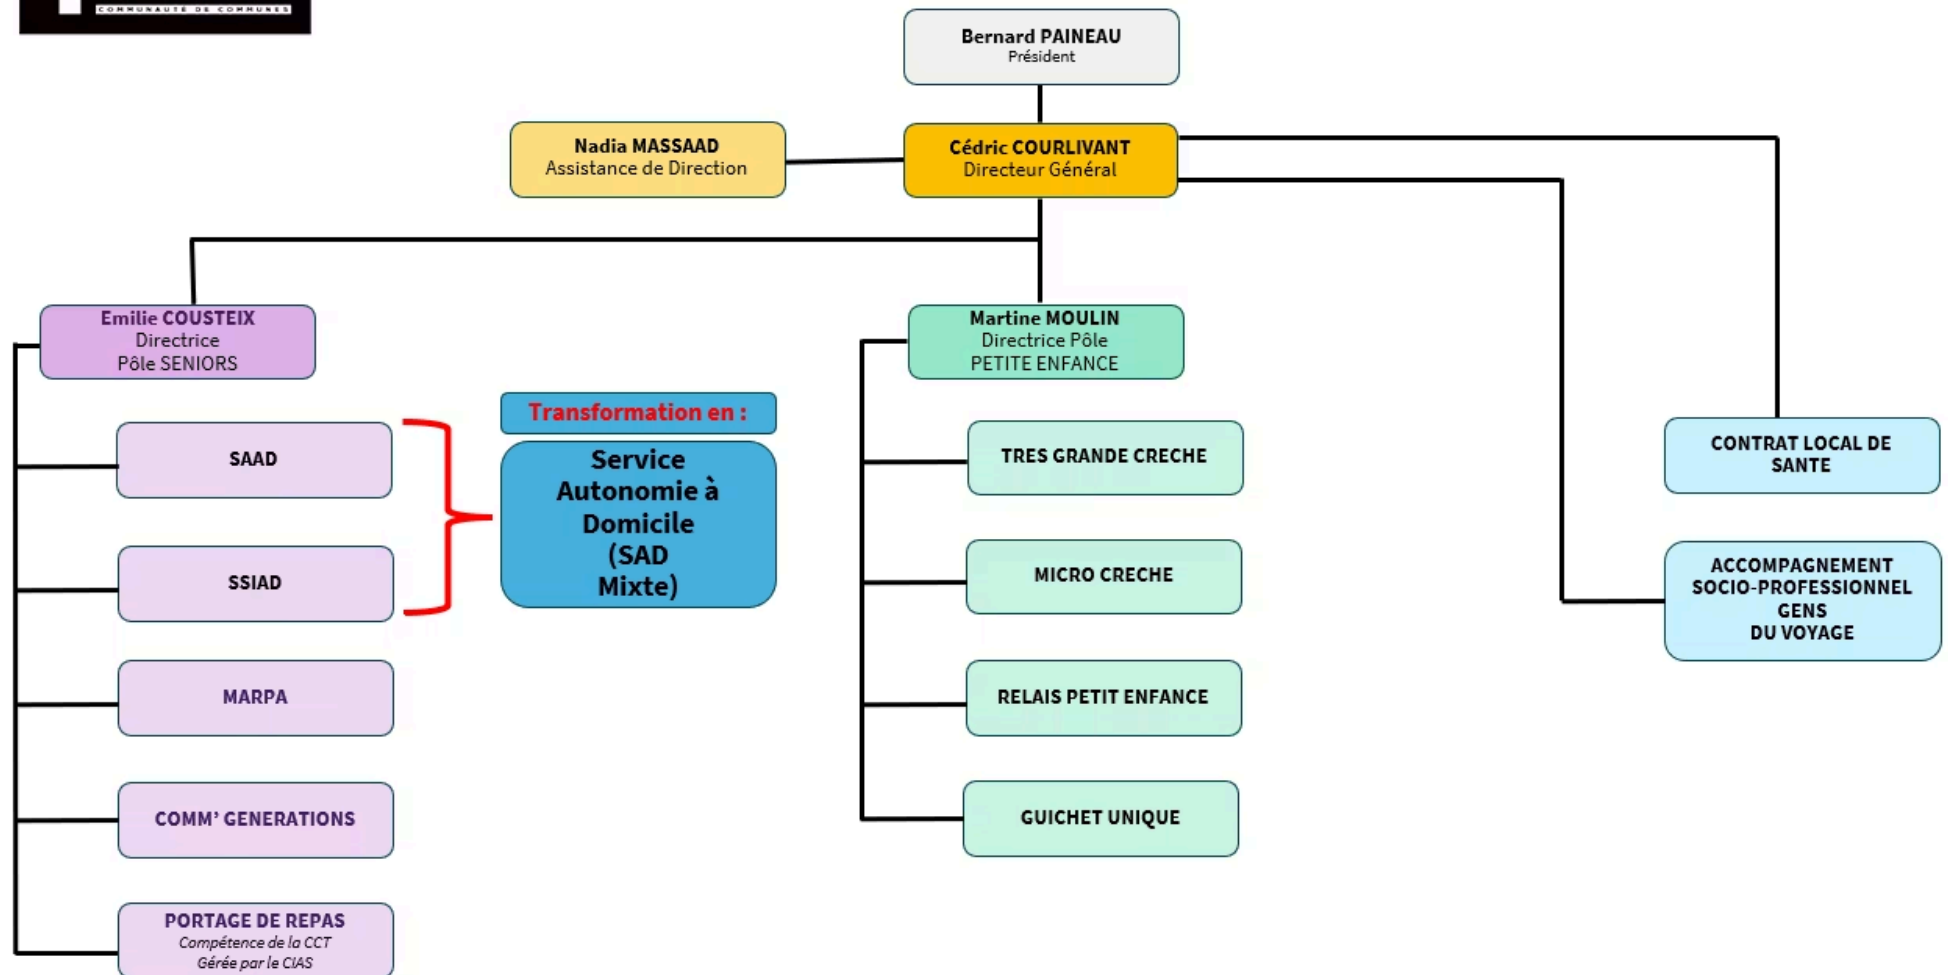 COMMUNAUTÉ DE COMMUNES
Bernard PAINEAU
Président
Nadia MASSAAD
Assistance de Direction
Cédric COURLIVANT
Directeur Général
Emilie COUSTEIX
Directrice
Pôle SENIORS
Martine MOULIN
Directrice Pôle
PETITE ENFANCE
SAAD
SSIAD
MARPA
COMM’ GENERATIONS
PORTAGE DE REPAS
Compétence de la CCT
Gérée par le CIAS
Transformation en :
Service
Autonomie à
Domicile
(SAD
Mixte)
TRES GRANDE CRECHE
MICRO CRECHE
RELAIS PETIT ENFANCE
GUICHET UNIQUE
CONTRAT LOCAL DE
SANTE
ACCOMPAGNEMENT
SOCIO-PROFESSIONNEL
GENS
DU VOYAGE